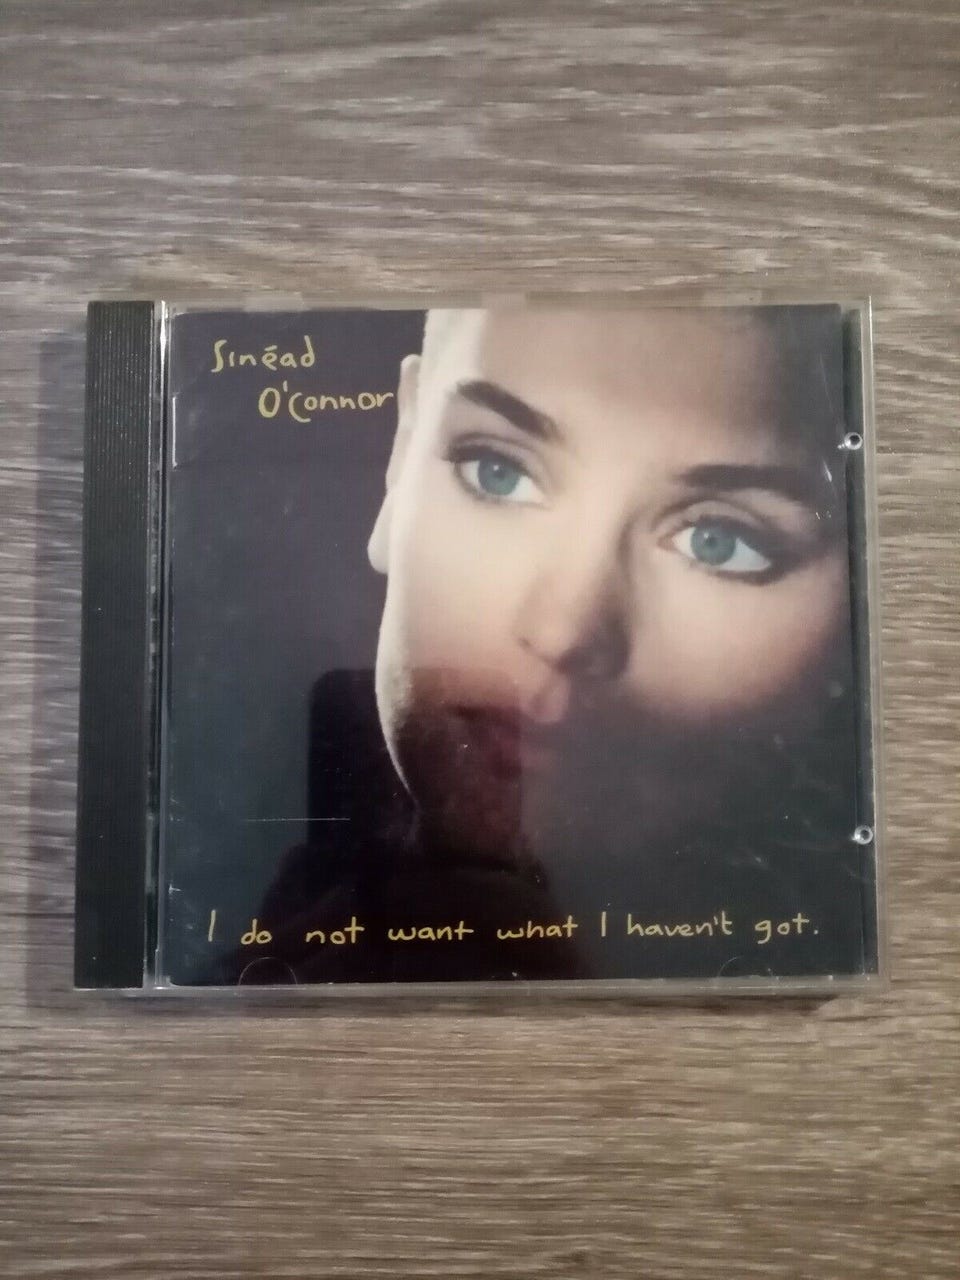 Sinéad
O'Connor
I do not want what I haven't got.